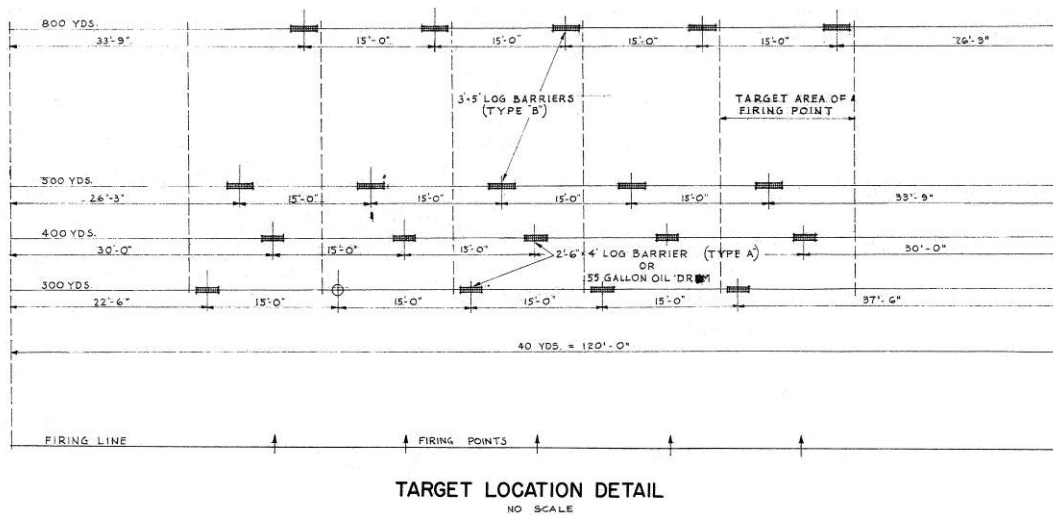 800 YDS.
33'-9" 15'-0" 15'-0" 15'-0" 15'-0" 26'-3"
3'×5' LOG BARRIERS
(TYPE "B")
TARGET AREA OF
FIRING POINT
500 YDS.
26'-3" 15'-0" 15'-0" 15'-0" 15'-0" 33'-9"
400 YDS.
30'-0" 15'-0" 15'-0" 30'-0"
2'-6"× 4' LOG BARRIER (TYPE A)
OR
55 GALLON OIL DRUM
300 YDS.
22'-6" 15'-0" 15'-0" 15'-0" 15'-0" 37'-6"
40 YDS. = 120'-0"
FIRING LINE FIRING POINTS
TARGET LOCATION DETAIL
NO SCALE